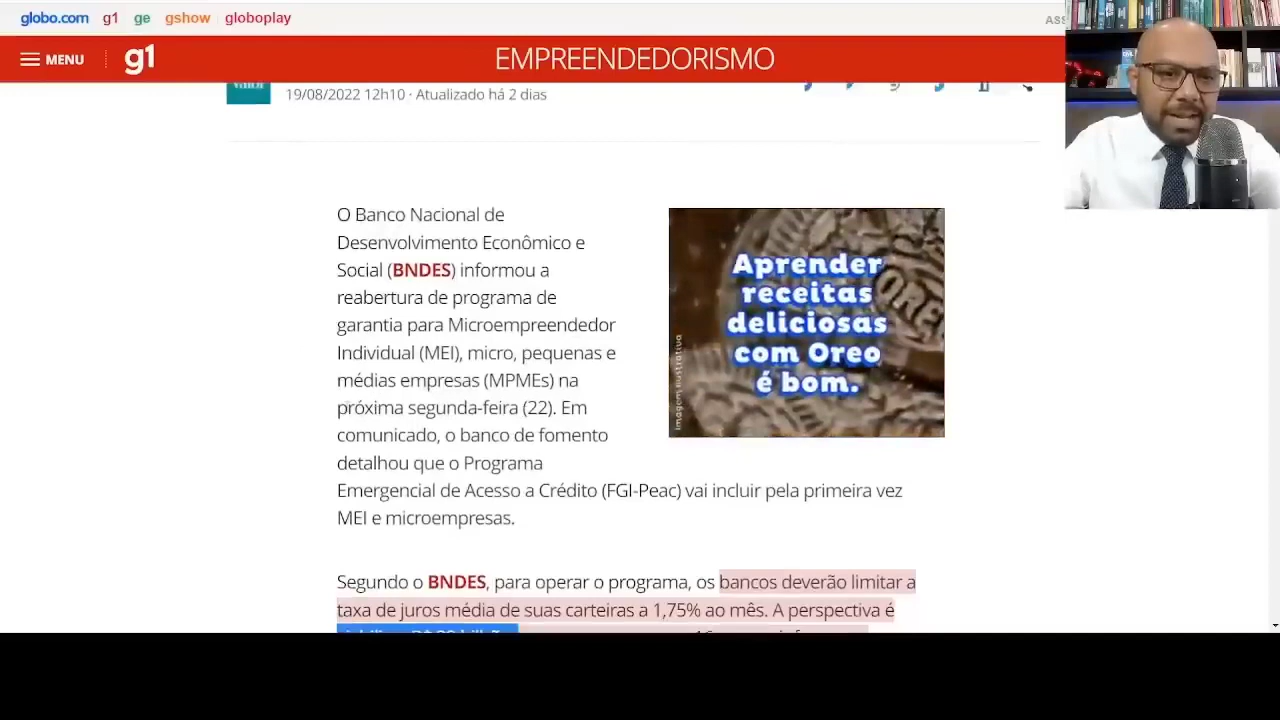 globo.com g1 ge gshow globoplay
MENU g1 EMPREENDEDORISMO
19/08/2022 12h10 · Atualizado há 2 dias
O Banco Nacional de
Desenvolvimento Econômico e
Social (BNDES) informou a
reabertura de programa de
garantia para Microempreendedor
Individual (MEI), micro, pequenas e
médias empresas (MPMEs) na
próxima segunda-feira (22). Em
comunicado, o banco de fomento
detalhou que o Programa
Emergencial de Acesso a Crédito (FGI-Peac) vai incluir pela primeira vez
MEI e microempresas.
Aprender
receitas
deliciosas
com Oreo
é bom.
imagem ilustrativa
OREO
Segundo o BNDES, para operar o programa, os bancos deverão limitar a
taxa de juros média de suas carteiras a 1,75% ao mês. A perspectiva é